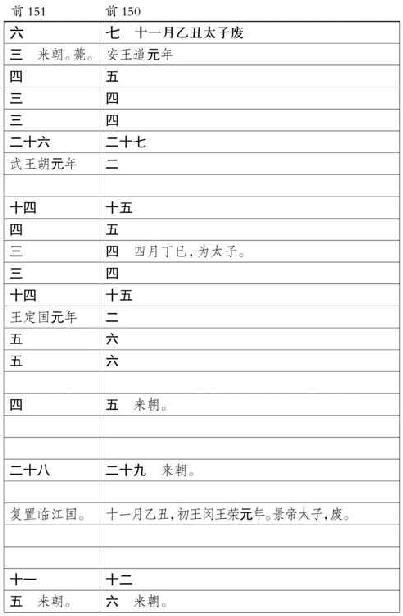 前151 前150
六 七 十一月乙丑太子废
三 来朝。薨。 安王道元年
四 五
三 四
三 四
二十六 二十七
武王胡元年 二
十四 十五
四 五
三 四 四月丁巳,为太子。
三 四
十四 十五
王定国元年 二
五 六
五 六
四 五 来朝。
二十八 二十九 来朝。
复置临江国。 十一月乙丑,初王闵王荣元年。景帝太子,废。
十一 十二
五 来朝。 六 来朝。